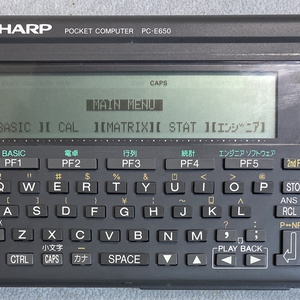 SHARP POCKET COMPUTER PC-E650
CAPS
MAIN MENU
BASIC ][ CAL ][MATRIX][ STAT ][エンジニア]
BASIC 電卓 行列 統計 エンジニアソフトウェア
PF1 PF2 PF3 PF4 PF5 2nd F
Q W E R T Y U I O P
A S D F G H J K L ANS RCL
Z X C V B N M
小文字 PLAY BACK
CTRL CAPS カナ SPACE ▼ ▲ ◀ ▶